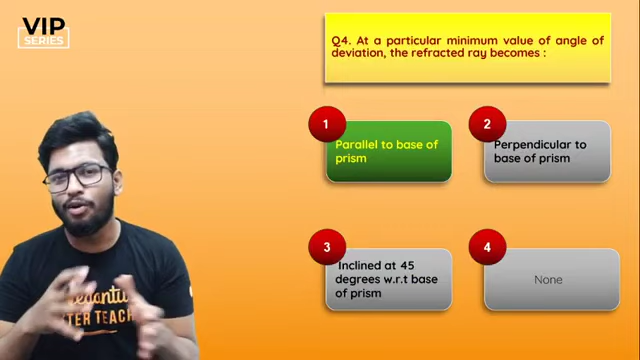 VIP
SERIES
Q4. At a particular minimum value of angle of
deviation, the refracted ray becomes :
1
Parallel to base of
prism
2
Perpendicular to
base of prism
3
Inclined at 45
degrees w.r.t base
of prism
4
None